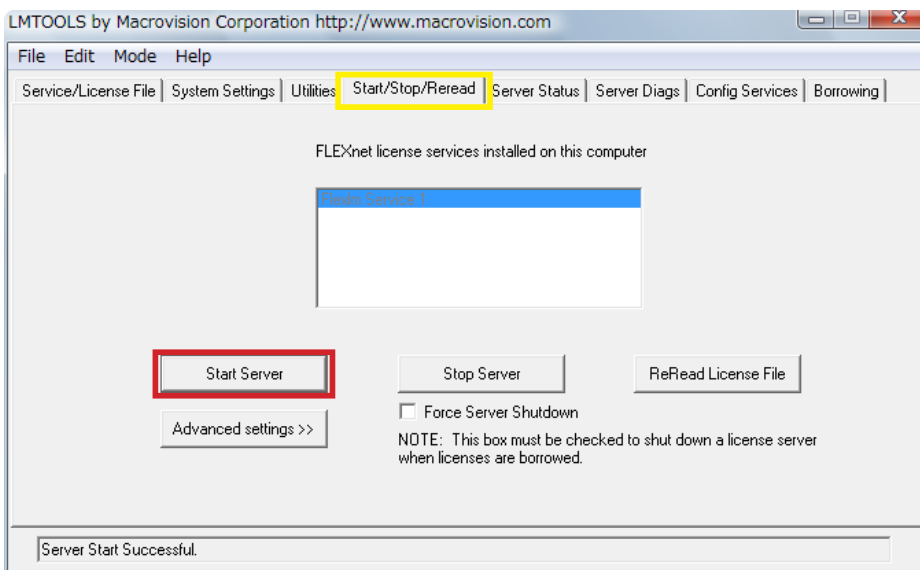 LMTOOLS by Macrovision Corporation http://www.macrovision.com
File Edit Mode Help
Service/License File System Settings Utilities Start/Stop/Reread Server Status Server Diags Config Services Borrowing
FLEXnet license services installed on this computer
Flexlm Service 1
Start Server Stop Server ReRead License File
Force Server Shutdown
Advanced settings >>
NOTE: This box must be checked to shut down a license server
when licenses are borrowed.
Server Start Successful.